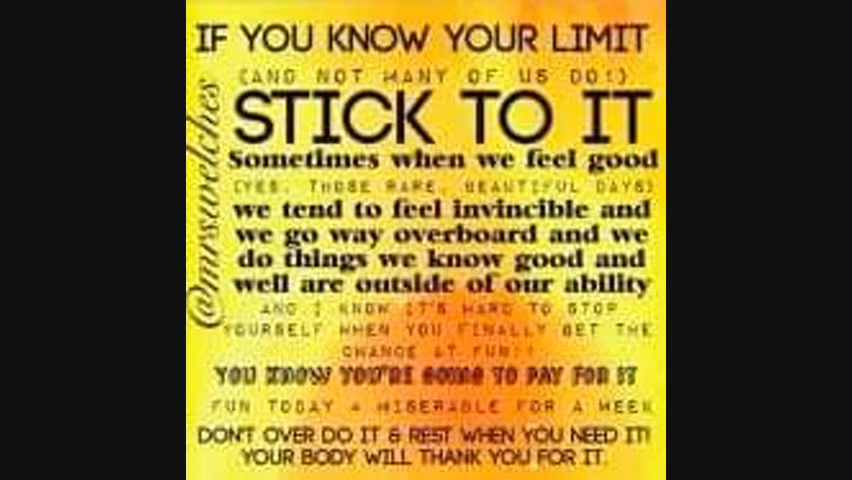 IF YOU KNOW YOUR LIMIT
(AND NOT MANY OF US DO!)
STICK TO IT
Sometimes when we feel good
(YES, THOSE RARE, BEAUTIFUL DAYS)
we tend to feel invincible and
we go way overboard and we
do things we know good and
well are outside of our ability
AND I KNOW IT'S HARD TO STOP
YOURSELF WHEN YOU FINALLY GET THE
CHANCE AT FUN!!
YOU KNOW YOU'RE GOING TO PAY FOR IT
FUN TODAY = MISERABLE FOR A WEEK
DON'T OVER DO IT & REST WHEN YOU NEED IT!
YOUR BODY WILL THANK YOU FOR IT.
@mrswelches